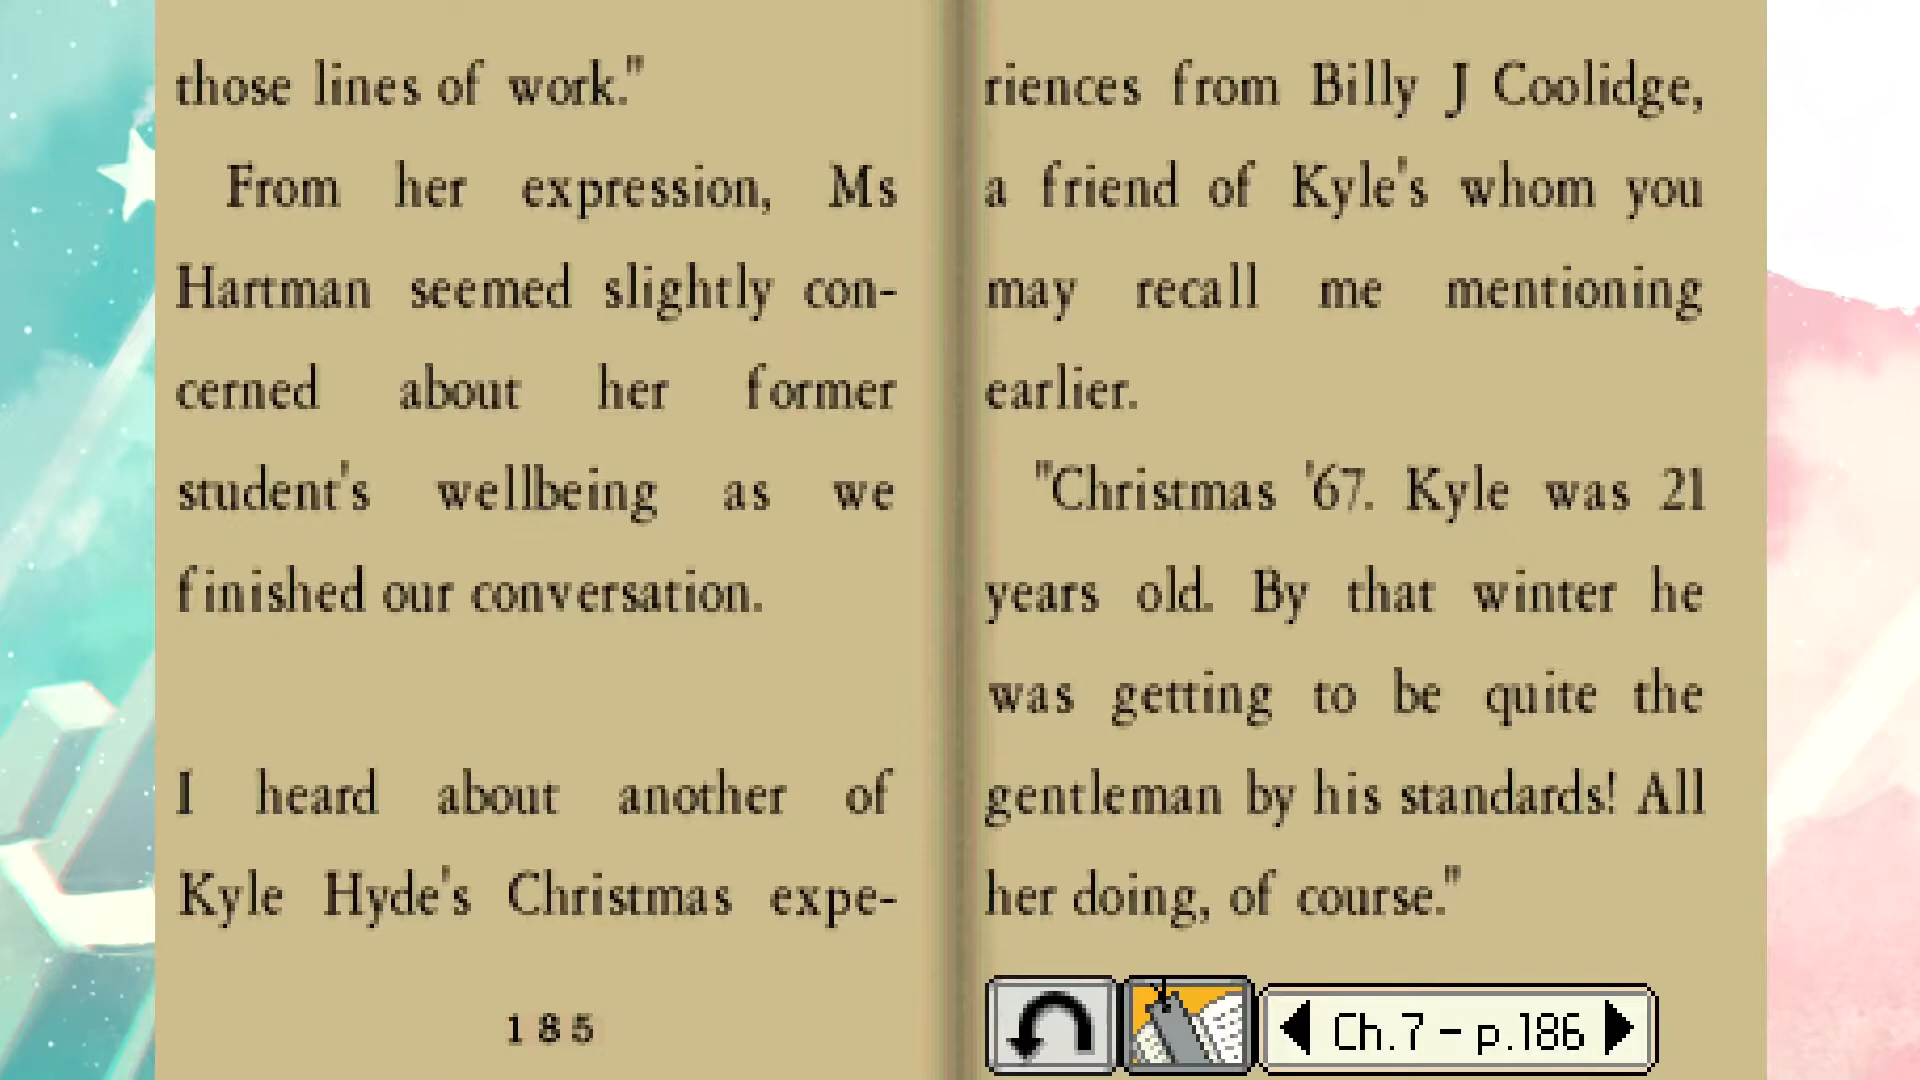 those lines of work."
From her expression, Ms
Hartman seemed slightly con-
cerned about her former
student's wellbeing as we
finished our conversation.
I heard about another of
Kyle Hyde's Christmas expe-
185
riences from Billy J Coolidge,
a friend of Kyle's whom you
may recall me mentioning
earlier.
"Christmas '67. Kyle was 21
years old. By that winter he
was getting to be quite the
gentleman by his standards! All
her doing, of course."
Ch.7 - p.186